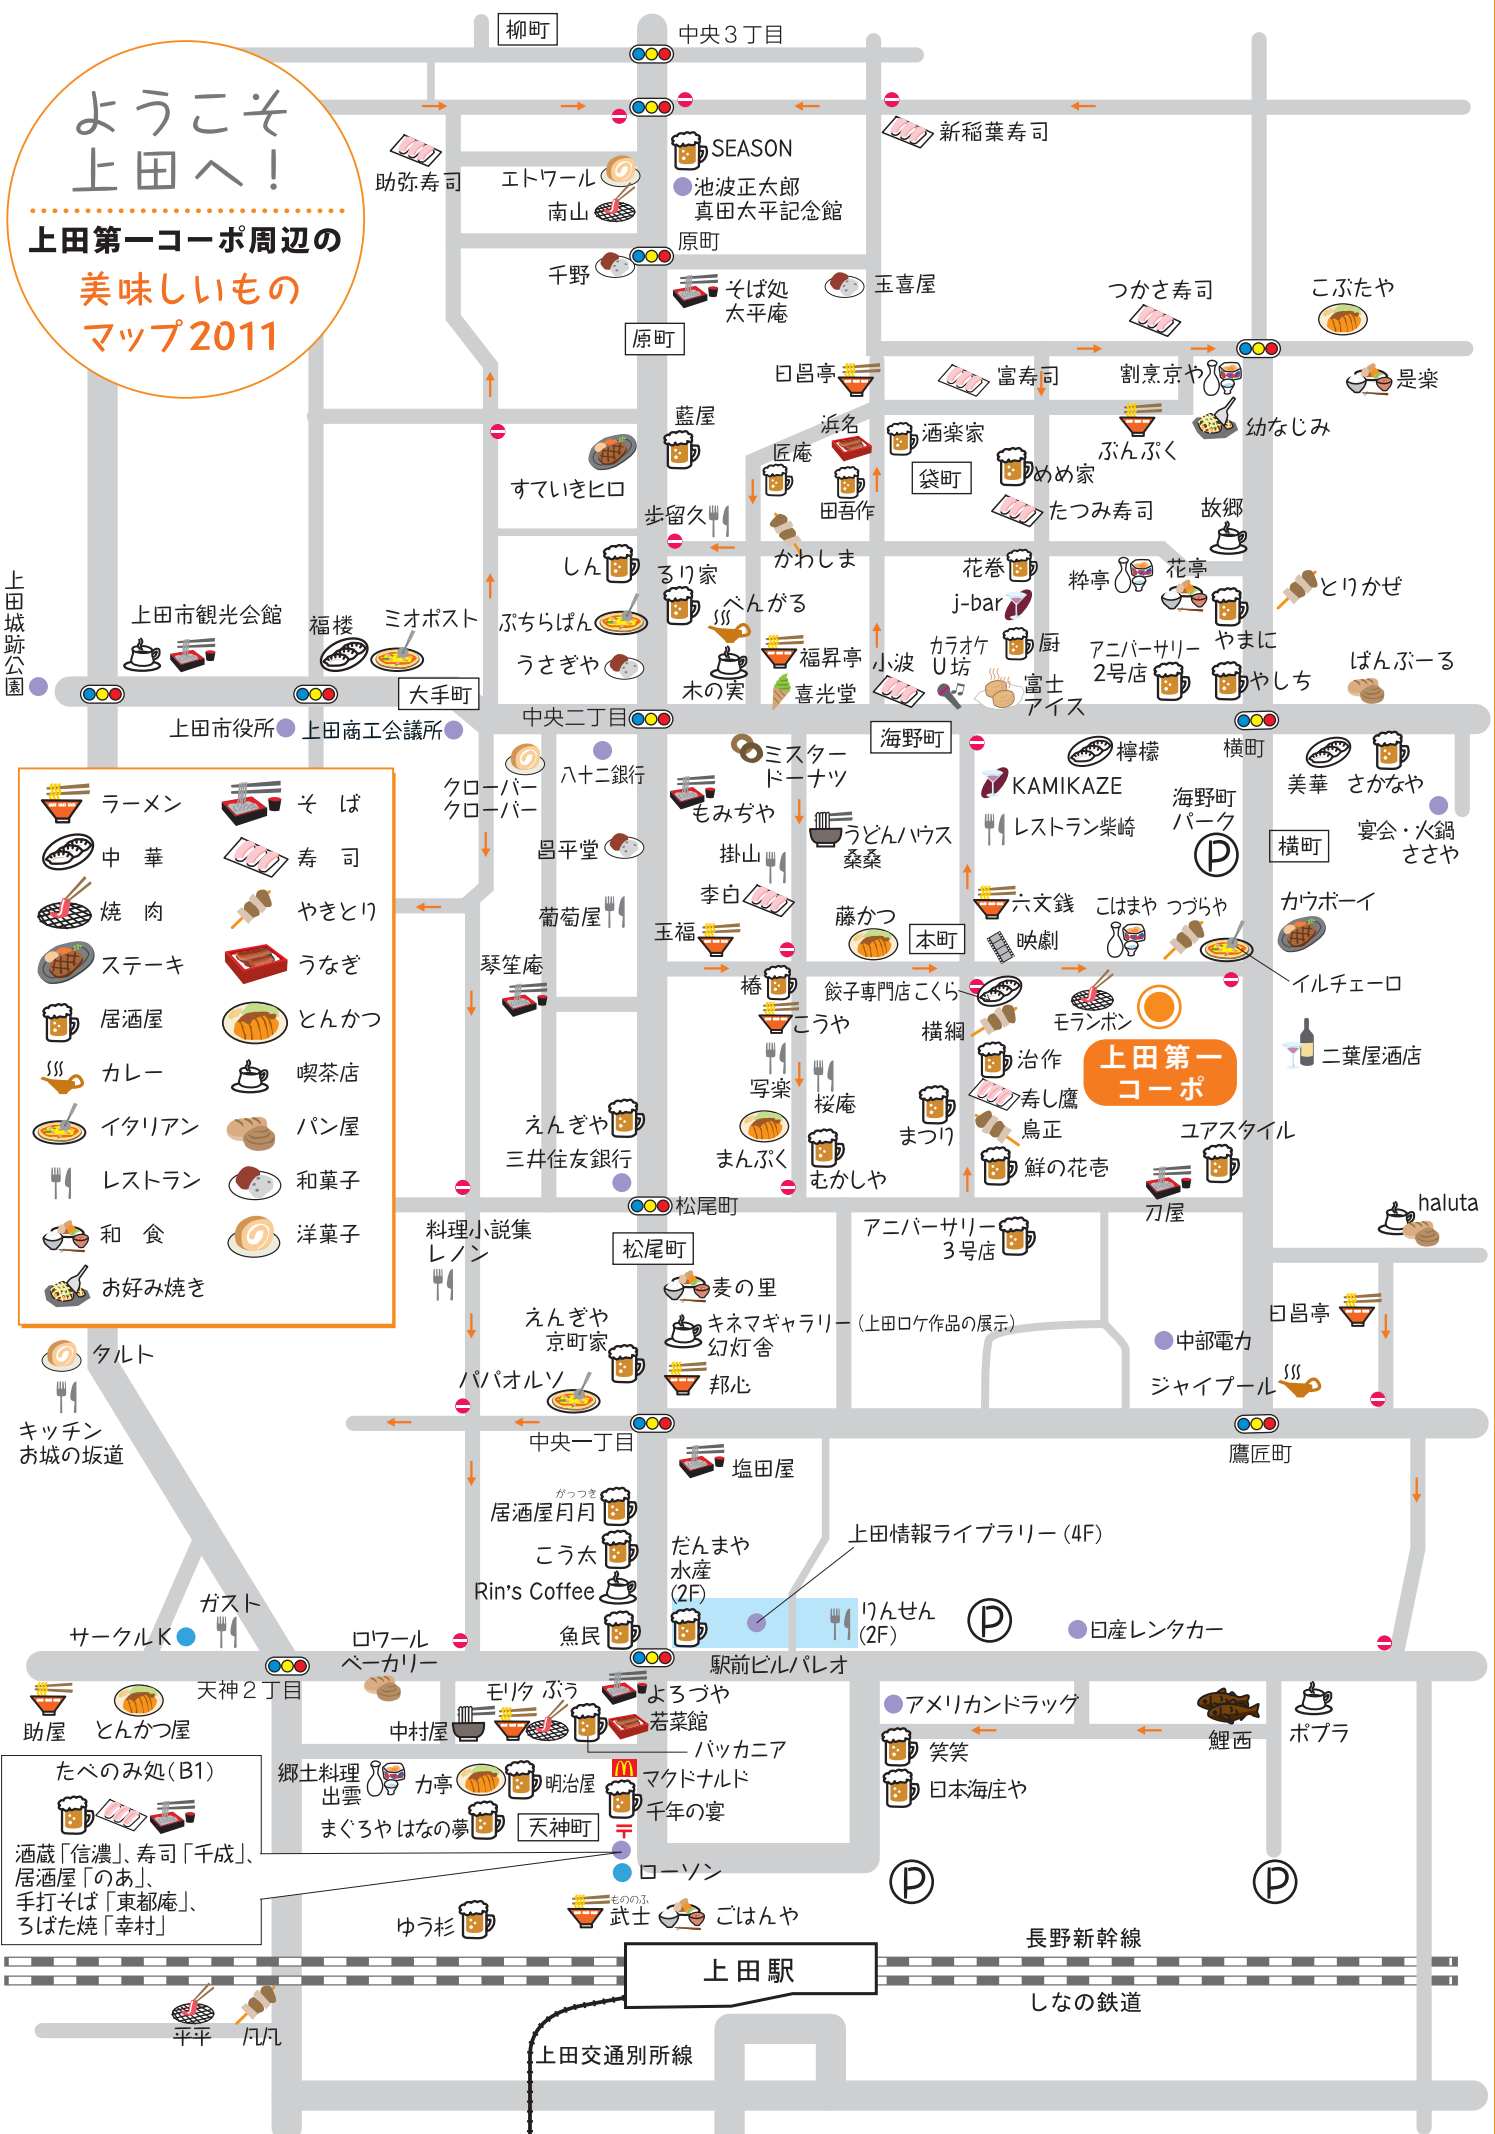 ようこそ
上田へ！
上田第一コーポ周辺の
美味しいもの
マップ2011
柳町
中央３丁目
助弥寿司
エトワール
南山
SEASON
池波正太郎
真田太平記念館
新稲葉寿司
原町
千野
そば処
太平庵
玉喜屋
原町
つかさ寿司
こぶたや
日昌亭
富寿司
割烹京や
是楽
藍屋
浜名
酒楽家
ぶんぷく
幼なじみ
匠庵
すていきヒロ
袋町
めめ家
歩留久
田吾作
たつみ寿司
故郷
かわしま
しん
るり家
花巻
粋亭
花亭
とりかぜ
べんがる
j-bar
ぷちらぱん
上田城跡公園
上田市観光会館
福楼
ミオポスト
うさぎや
福昇亭
小波
カラオケ
U坊
厨
アニバーサリー
2号店
やまに
木の実
喜光堂
富士
アイス
やしち
ぱんぷーる
大手町
上田市役所
上田商工会議所
中央二丁目
海野町
横町
クローバー
クローバー
八十二銀行
ミスター
ドーナツ
檸檬
KAMIKAZE
美華
さかなや
もみぢや
海野町
パーク
レストラン柴崎
うどんハウス
桑桑
横町
宴会・火鍋
ささや
昌平堂
掛山
李白
葡萄屋
玉福
藤かつ
本町
六文銭
こはまや
つづらや
カウボーイ
映劇
琴笙庵
椿
餃子専門店こくら
イルチェーロ
こうや
横綱
モランボン
上田第一
コーポ
治作
二葉屋酒店
写楽
桜庵
寿し鷹
えんぎや
三井住友銀行
まんぷく
まつり
鳥正
ユアスタイル
むかしや
鮮の花壱
刀屋
ラーメン
そ　ば
中　華
寿　司
焼　肉
やきとり
ステーキ
うなぎ
居酒屋
とんかつ
カレー
喫茶店
イタリアン
パン屋
レストラン
和菓子
和　食
洋菓子
お好み焼き
松尾町
料理小説集
レノン
松尾町
アニバーサリー
３号店
haluta
麦の里
えんぎや
京町家
キネマギャラリー（上田ロケ作品の展示）
幻灯舎
日昌亭
中部電力
タルト
パパオルソ
邦心
ジャイプール
キッチン
お城の坂道
中央一丁目
鷹匠町
塩田屋
がっつき
居酒屋月月
こう太
だんまや
水産
(2F)
上田情報ライブラリー (4F)
Rin's Coffee
ガスト
サークルK
魚民
りんせん
(2F)
日産レンタカー
ロワール
ベーカリー
駅前ビルパレオ
天神２丁目
助屋
とんかつ屋
モリタ
ぶぅ
よろづや
中村屋
若菜館
バッカニア
アメリカンドラッグ
鯉西
ポプラ
笑笑
たべのみ処(B1)
郷土料理
出雲
力亭
明治屋
マクドナルド
日本海庄や
まぐろや はなの夢
天神町
千年の宴
酒蔵「信濃」、寿司「千成」、
居酒屋「のあ」、
手打そば「東都庵」、
ろばた焼「幸村」
ローソン
ゆう杉
もののふ
武士
ごはんや
上田駅
長野新幹線
しなの鉄道
平平
凡凡
上田交通別所線
P
P
P
P